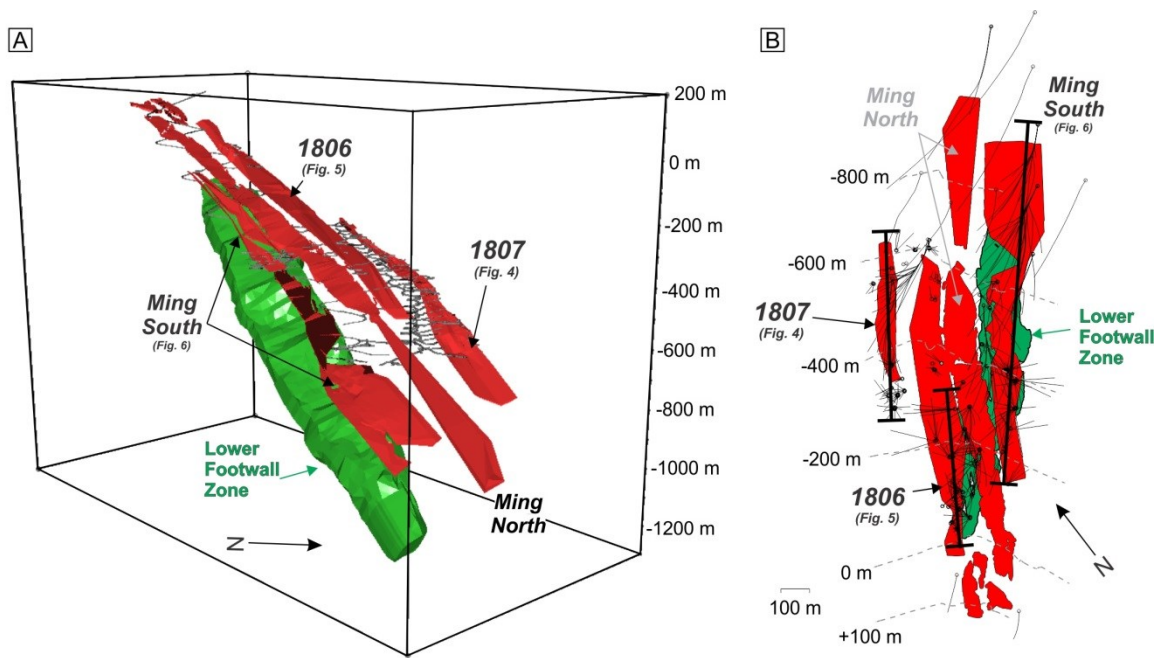 A
1806
(Fig. 5)
1807
(Fig. 4)
Ming
South
(Fig. 6)
Lower
Footwall
Zone
Ming
North
N
200 m
0 m
-200 m
-400 m
-600 m
-800 m
-1000 m
-1200 m
B
Ming
North
Ming
South
(Fig. 6)
-800 m
-600 m
1807
(Fig. 4)
Lower
Footwall
Zone
-400 m
-200 m
1806
(Fig. 5)
N
0 m
100 m
+100 m